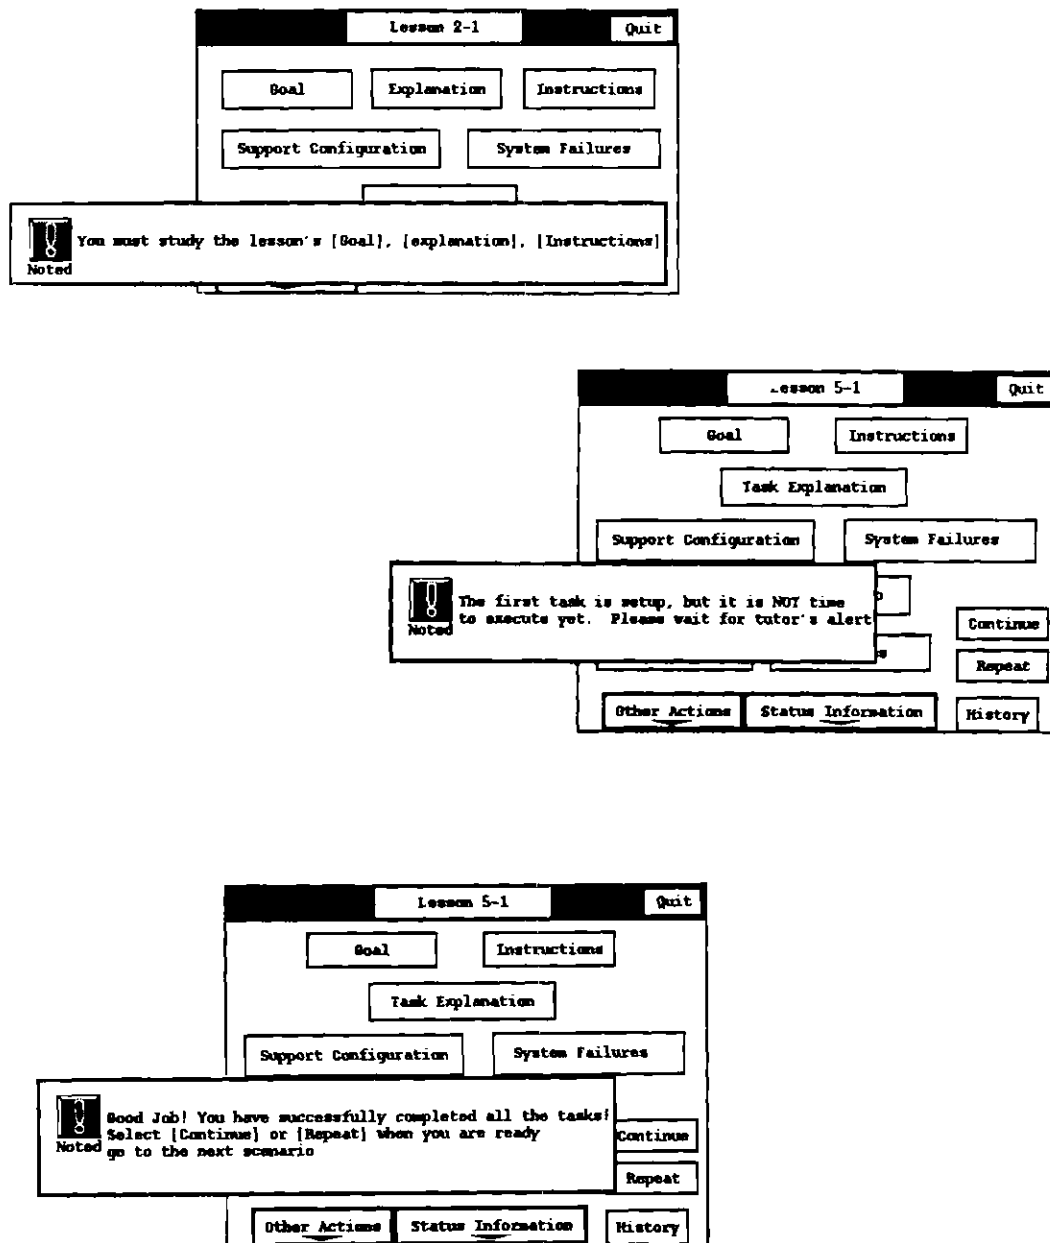 Lesson 2-1
Quit
Goal
Explanation
Instructions
Support Configuration
System Failures
You must study the lesson's [Goal], [explanation], [Instructions]
Noted
esson 5-1
Quit
Goal
Instructions
Task Explanation
Support Configuration
System Failures
The first task is setup, but it is NOT time
to execute yet.  Please wait for tutor's alert
Noted
Continue
Repeat
Other Actions
Status Information
History
Lesson 5-1
Quit
Goal
Instructions
Task Explanation
Support Configuration
System Failures
Good Job! You have successfully completed all the tasks!
Select [Continue] or [Repeat] when you are ready
go to the next scenario
Noted
Continue
Repeat
Other Actions
Status Information
History